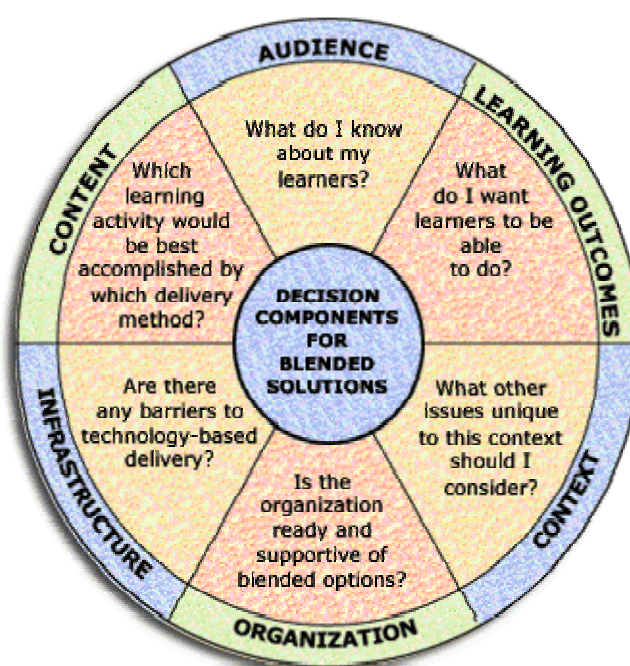 AUDIENCE
What do I know
about my
learners?
LEARNING OUTCOMES
What
do I want
learners to be
able
to do?
CONTEXT
What other
issues unique
to this context
should I
consider?
ORGANIZATION
Is the
organization
ready and
supportive of
blended options?
INFRASTRUCTURE
Are there
any barriers to
technology-based
delivery?
CONTENT
Which
learning
activity would
be best
accomplished by
which delivery
method?
DECISION
COMPONENTS
FOR
BLENDED
SOLUTIONS